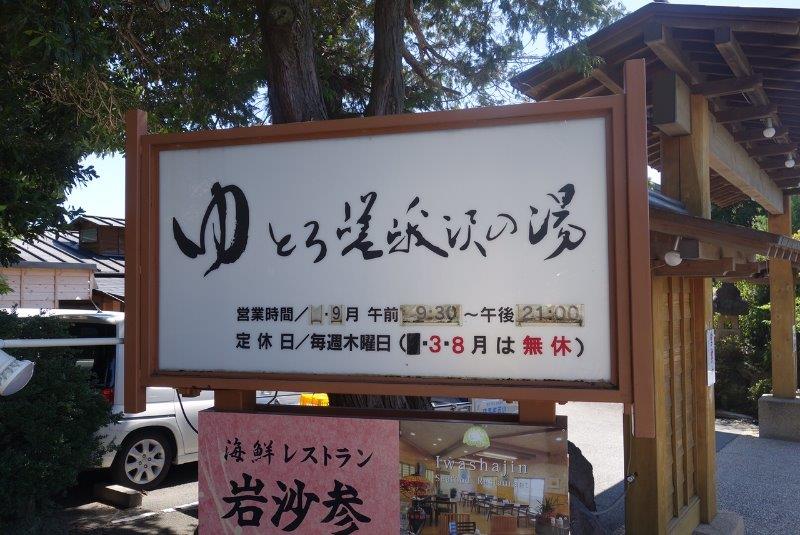 ゆとろ嵯峨沢の湯
営業時間/・9月 午前 9:30 ~午後 21:00
定休日/毎週木曜日(・3・8月は無休)
海鮮レストラン
岩沙参
Iwashajin
Seafood Restaurant